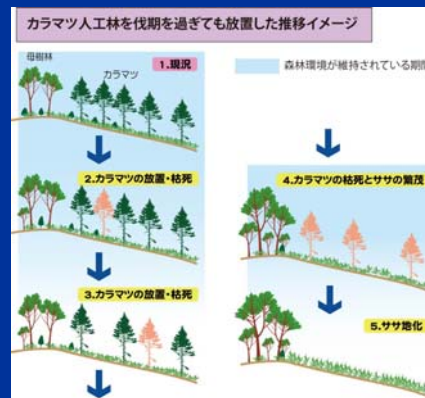 カラマツ人工林を伐期を過ぎても放置した推移イメージ
母樹林
カラマツ
1.現況
2.カラマツの放置・枯死
3.カラマツの放置・枯死
森林環境が維持されている期間
4.カラマツの枯死とササの繁茂
5.ササ地化